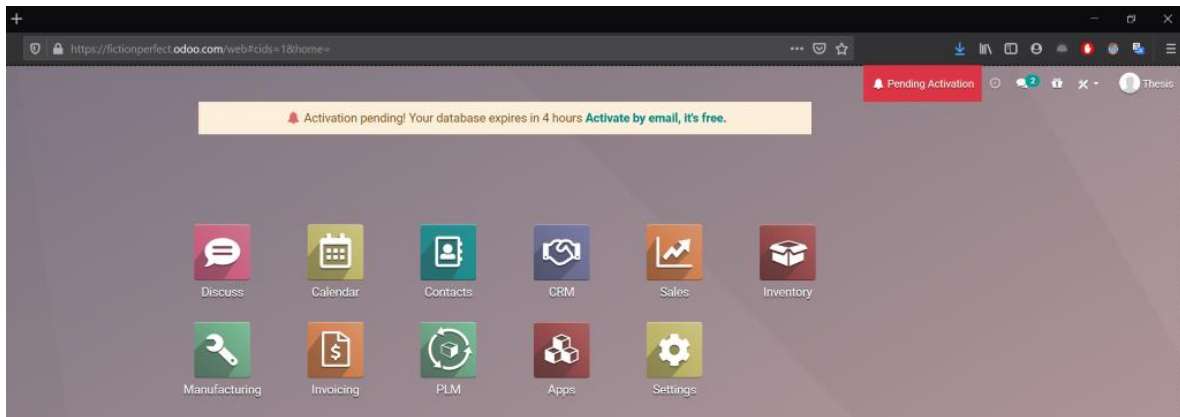 https://fictionperfect.odoo.com/web#cids=1&home=
Pending Activation
2
Thesis
Activation pending! Your database expires in 4 hours Activate by email, it's free.
Discuss
Calendar
Contacts
CRM
Sales
Inventory
Manufacturing
Invoicing
PLM
Apps
Settings